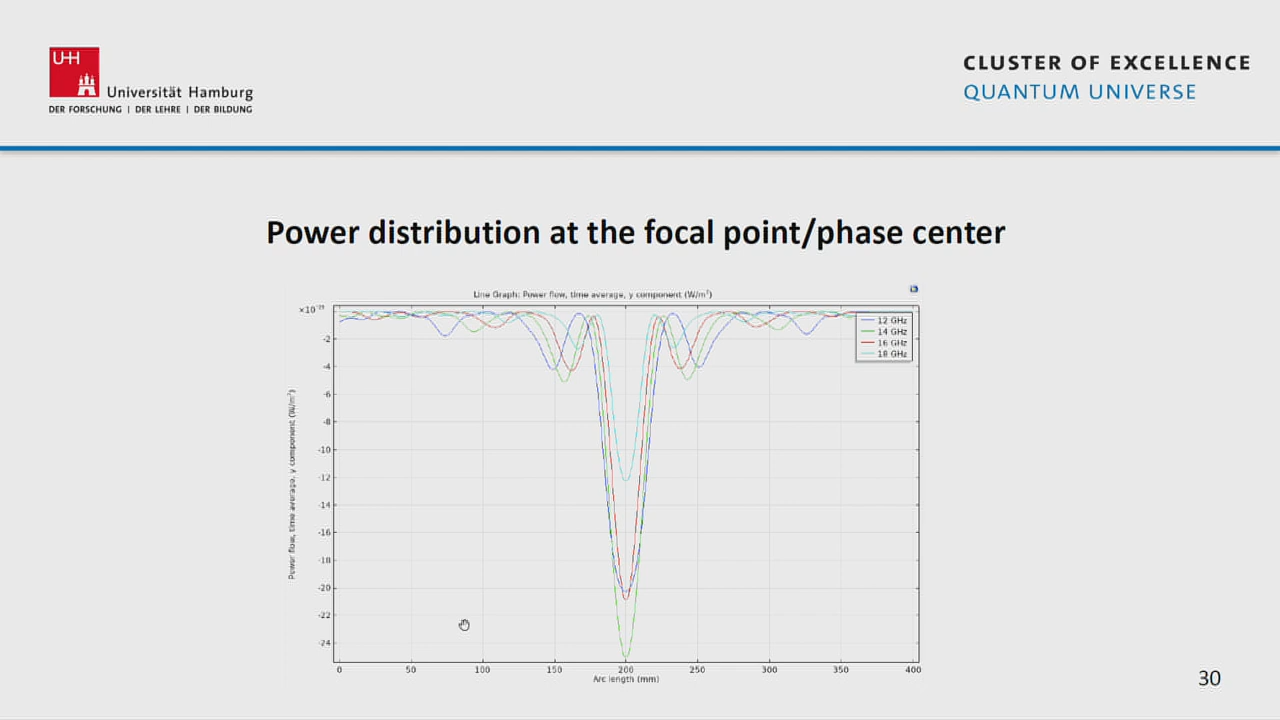 UHH
Universität Hamburg
DER FORSCHUNG | DER LEHRE | DER BILDUNG
CLUSTER OF EXCELLENCE
QUANTUM UNIVERSE
Power distribution at the focal point/phase center
Line Graph: Power flow, time average, y component (W/m²)
12 GHz
14 GHz
16 GHz
18 GHz
-2
-4
-6
-8
-10
-12
-14
-16
-18
-20
-22
-24
Power flow, time average, y component (W/m²)
0 50 100 150 200 250 300 350 400
Arc length (mm)
30